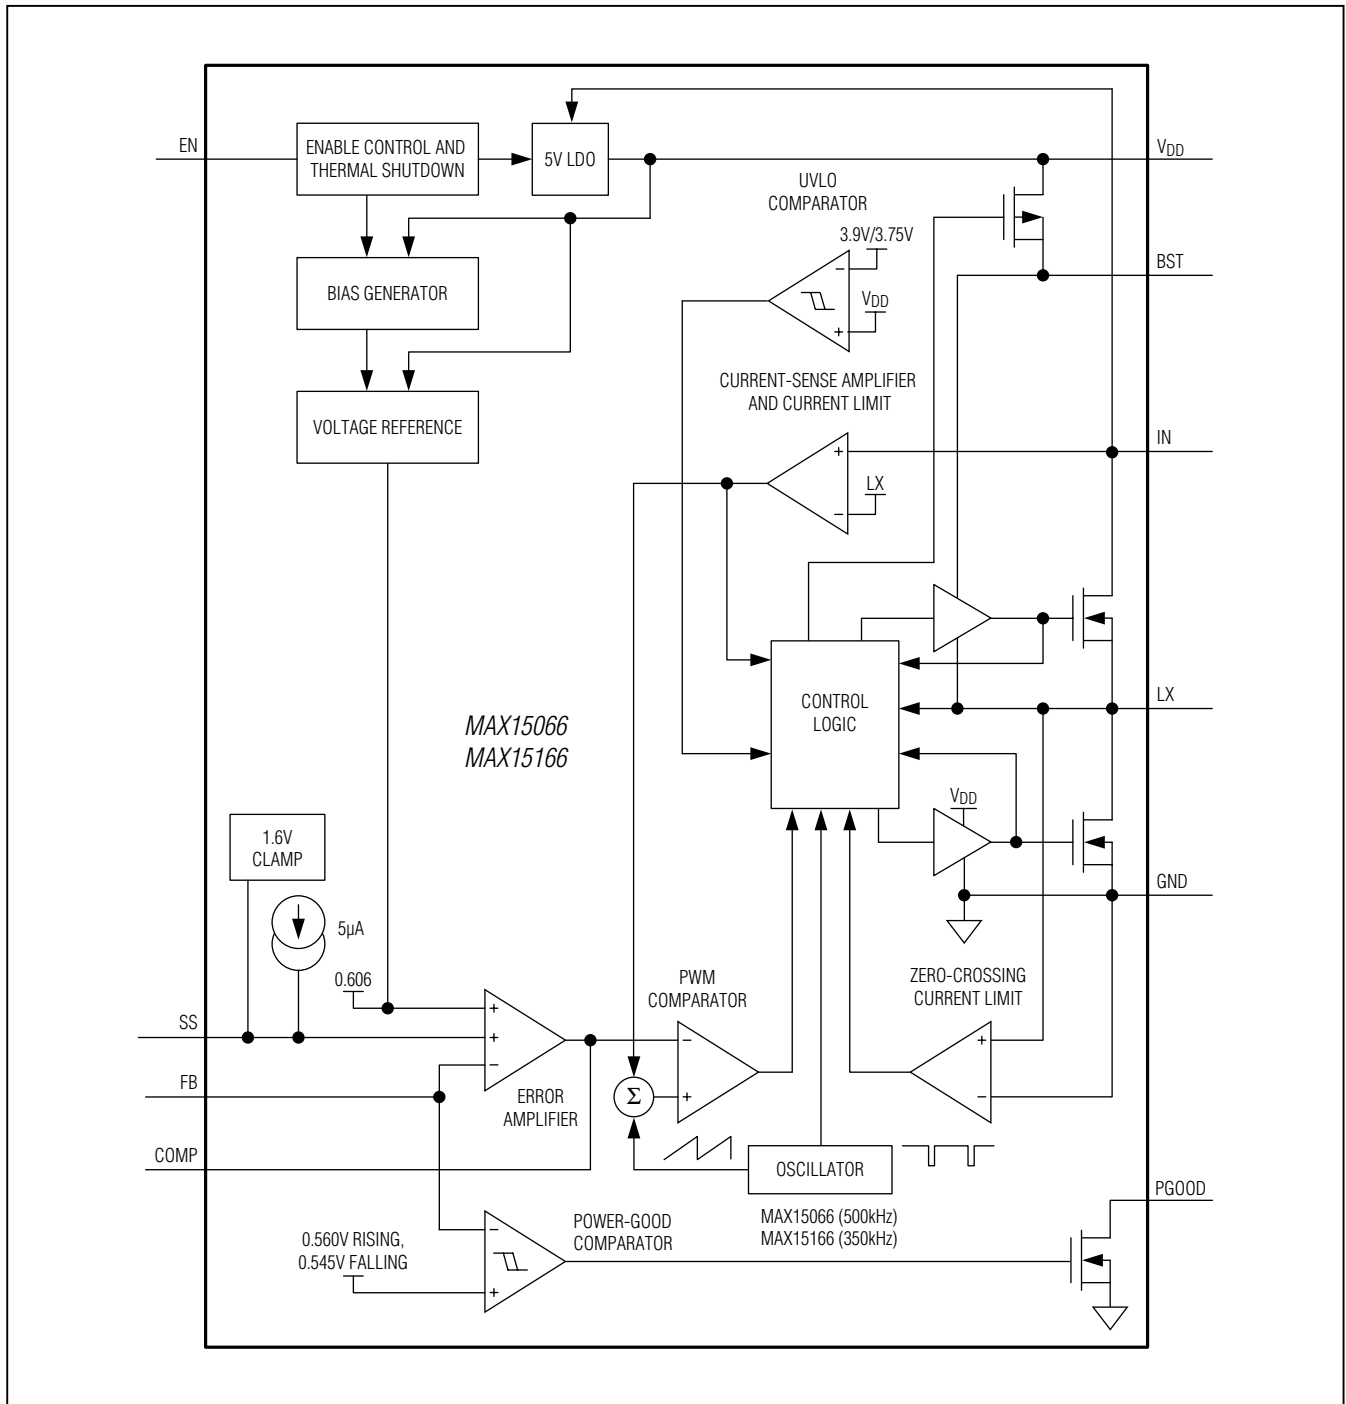 EN
ENABLE CONTROL AND
THERMAL SHUTDOWN
5V LDO
VDD
UVLO
COMPARATOR
3.9V/3.75V
−
VDD
+
BST
BIAS GENERATOR
CURRENT-SENSE AMPLIFIER
AND CURRENT LIMIT
VOLTAGE REFERENCE
IN
+
LX
−
CONTROL
LOGIC
LX
MAX15066
MAX15166
VDD
1.6V
CLAMP
GND
5µA
0.606
PWM
COMPARATOR
ZERO-CROSSING
CURRENT LIMIT
SS
+
+
−
−
+
+
−
FB
Σ
ERROR
AMPLIFIER
COMP
OSCILLATOR
PGOOD
MAX15066 (500kHz)
MAX15166 (350kHz)
POWER-GOOD
COMPARATOR
−
0.560V RISING,
0.545V FALLING
+